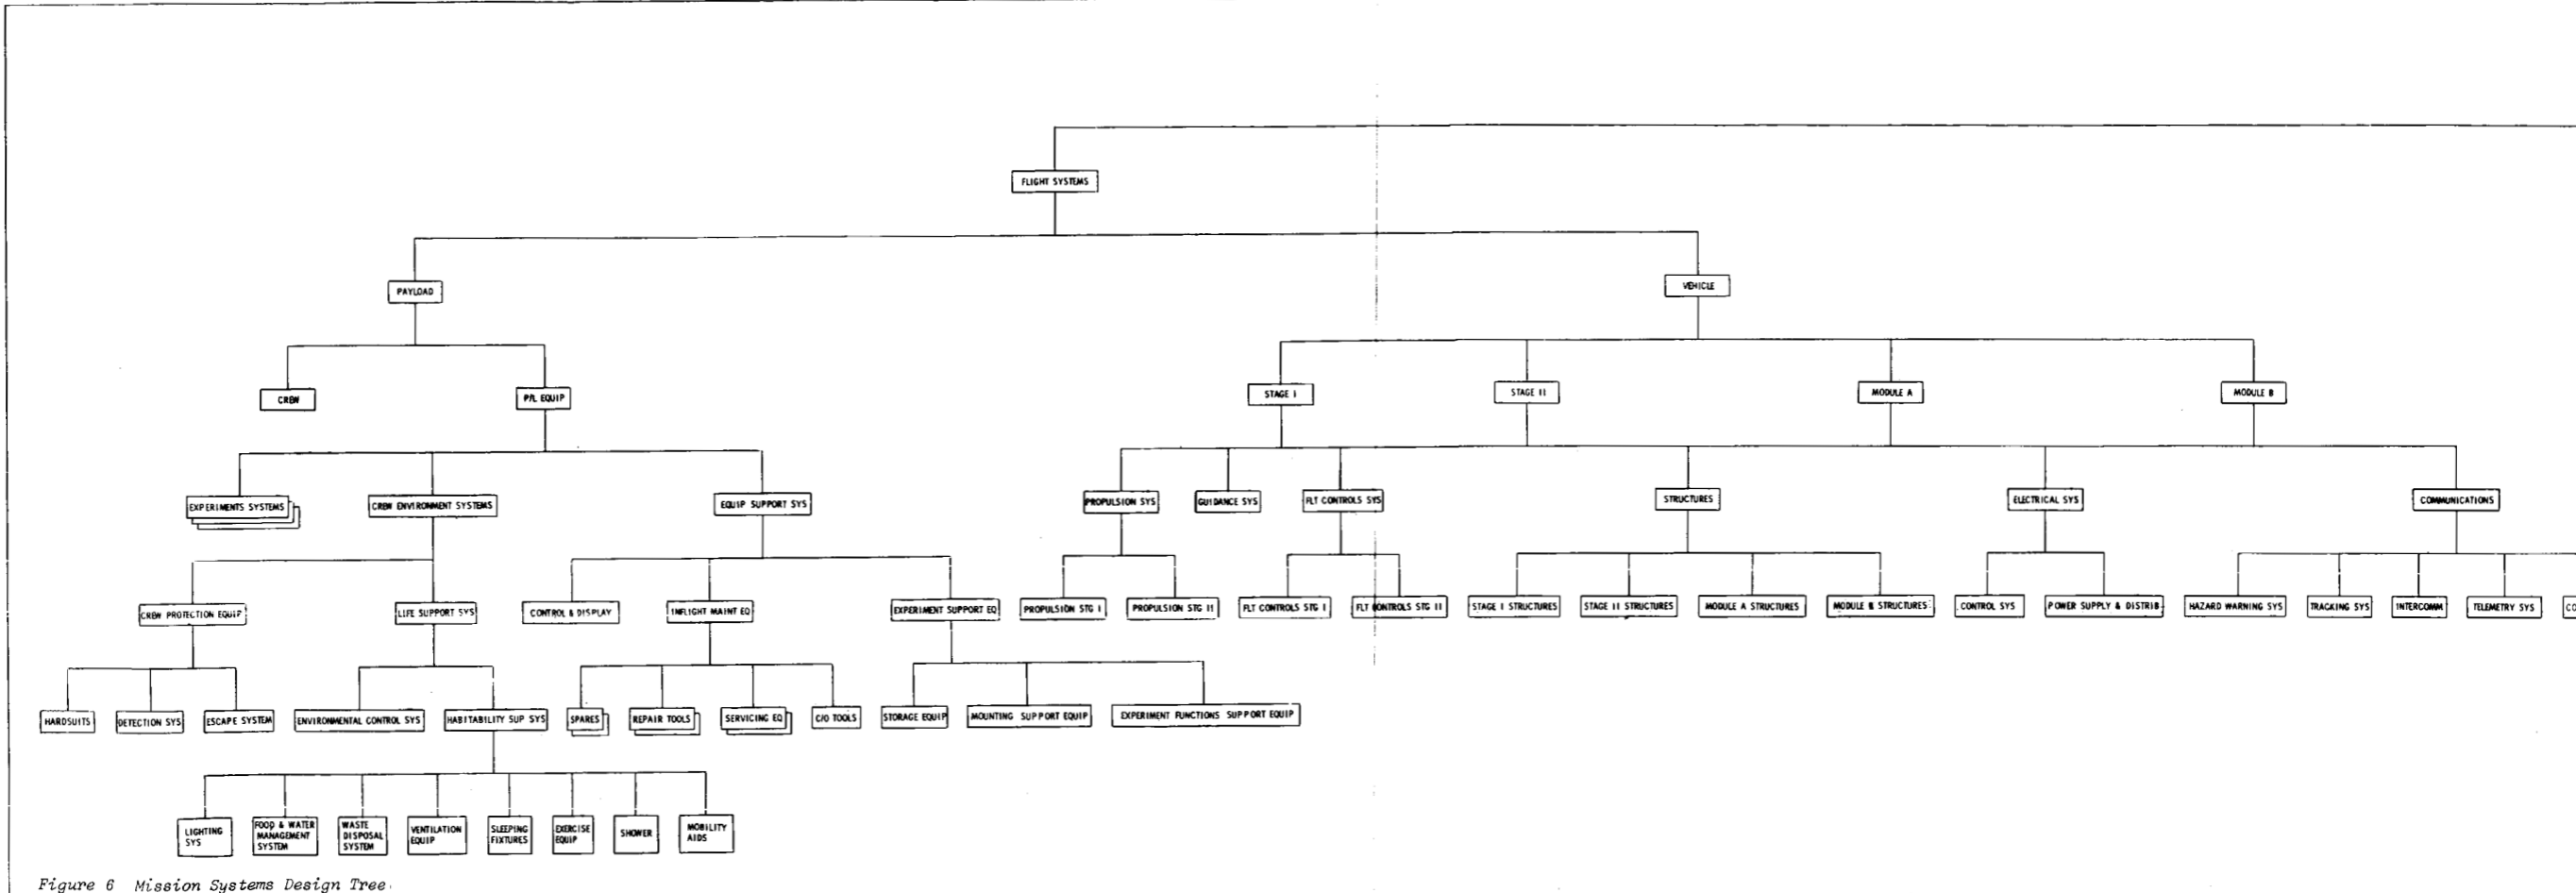 FLIGHT SYSTEMS
PAYLOAD
VEHICLE
CREW
P/L EQUIP
STAGE I
STAGE II
MODULE A
MODULE B
EXPERIMENTS SYSTEMS
CREW ENVIRONMENT SYSTEMS
EQUIP SUPPORT SYS
PROPULSION SYS
GUIDANCE SYS
FLT CONTROLS SYS
STRUCTURES
ELECTRICAL SYS
COMMUNICATIONS
CREW PROTECTION EQUIP
LIFE SUPPORT SYS
CONTROL & DISPLAY
INFLIGHT MAINT EQ
EXPERIMENT SUPPORT EQ
PROPULSION STG I
PROPULSION STG II
FLT CONTROLS STG I
FLT CONTROLS STG II
STAGE I STRUCTURES
STAGE II STRUCTURES
MODULE A STRUCTURES
MODULE B STRUCTURES
CONTROL SYS
POWER SUPPLY & DISTRIB
HAZARD WARNING SYS
TRACKING SYS
INTERCOMM
TELEMETRY SYS
CO
HARDSUITS
DETECTION SYS
ESCAPE SYSTEM
ENVIRONMENTAL CONTROL SYS
HABITABILITY SUP SYS
SPARES
REPAIR TOOLS
SERVICING EQ
C/O TOOLS
STORAGE EQUIP
MOUNTING SUPPORT EQUIP
EXPERIMENT FUNCTIONS SUPPORT EQUIP
LIGHTING
SYS
FOOD & WATER
MANAGEMENT
SYSTEM
WASTE
DISPOSAL
SYSTEM
VENTILATION
EQUIP
SLEEPING
FIXTURES
EXERCISE
EQUIP
SHOWER
MOBILITY
AIDS
Figure 6 Mission Systems Design Tree